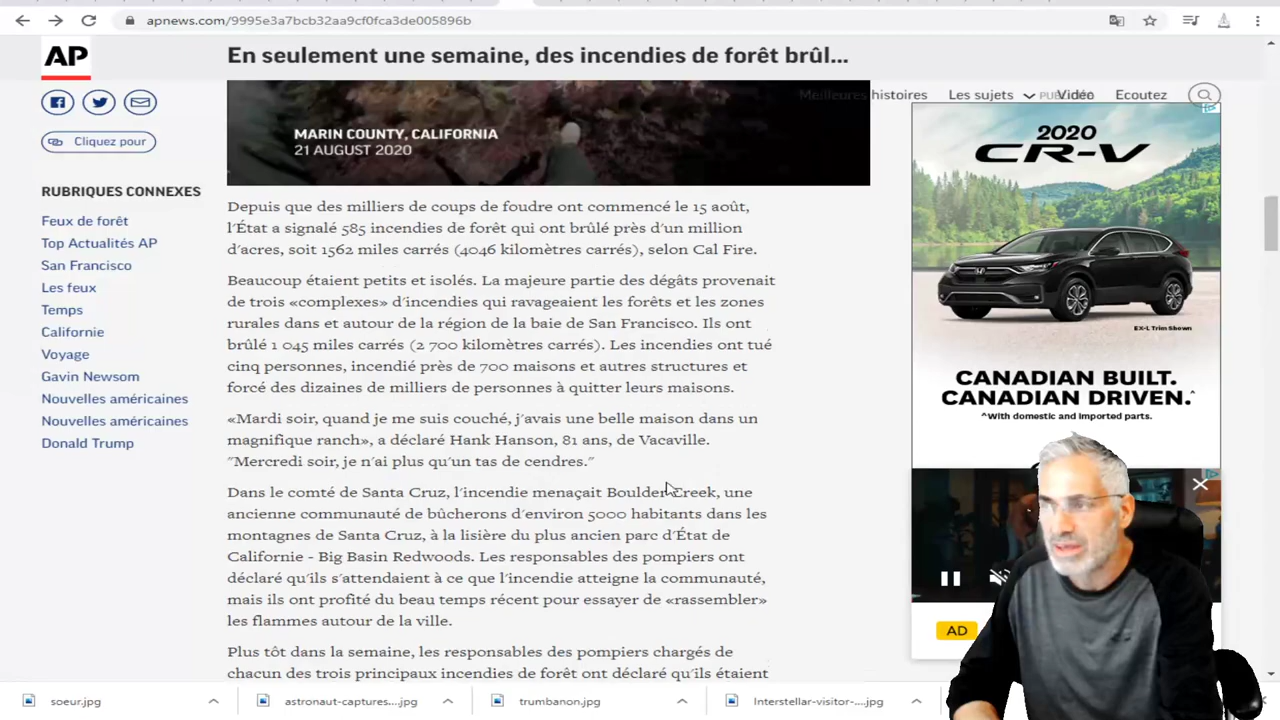 apnews.com/9995e3a7bcb32aa9cf0fca3de005896b
AP
En seulement une semaine, des incendies de forêt brûl...
Meilleures histoires
Les sujets
Vidéo
Ecoutez
MARIN COUNTY, CALIFORNIA
21 AUGUST 2020
Cliquez pour
RUBRIQUES CONNEXES
Feux de forêt
Top Actualités AP
San Francisco
Les feux
Temps
Californie
Voyage
Gavin Newsom
Nouvelles américaines
Nouvelles américaines
Donald Trump
Depuis que des milliers de coups de foudre ont commencé le 15 août,
l'État a signalé 585 incendies de forêt qui ont brûlé près d'un million
d'acres, soit 1562 miles carrés (4046 kilomètres carrés), selon Cal Fire.
Beaucoup étaient petits et isolés. La majeure partie des dégâts provenait
de trois «complexes» d'incendies qui ravageaient les forêts et les zones
rurales dans et autour de la région de la baie de San Francisco. Ils ont
brûlé 1 045 miles carrés (2 700 kilomètres carrés). Les incendies ont tué
cinq personnes, incendié près de 700 maisons et autres structures et
forcé des dizaines de milliers de personnes à quitter leurs maisons.
«Mardi soir, quand je me suis couché, j'avais une belle maison dans un
magnifique ranch», a déclaré Hank Hanson, 81 ans, de Vacaville.
"Mercredi soir, je n'ai plus qu'un tas de cendres."
Dans le comté de Santa Cruz, l'incendie menaçait Boulder Creek, une
ancienne communauté de bûcherons d'environ 5000 habitants dans les
montagnes de Santa Cruz, à la lisière du plus ancien parc d'État de
Californie - Big Basin Redwoods. Les responsables des pompiers ont
déclaré qu'ils s'attendaient à ce que l'incendie atteigne la communauté,
mais ils ont profité du beau temps récent pour essayer de «rassembler»
les flammes autour de la ville.
Plus tôt dans la semaine, les responsables des pompiers chargés de
chacun des trois principaux incendies de forêt ont déclaré qu'ils étaient
2020
CR-V
EX-L Trim Shown
CANADIAN BUILT.
CANADIAN DRIVEN.^
^With domestic and imported parts.
AD
soeur.jpg
astronaut-captures....jpg
trumbanon.jpg
Interstellar-visitor-....jpg